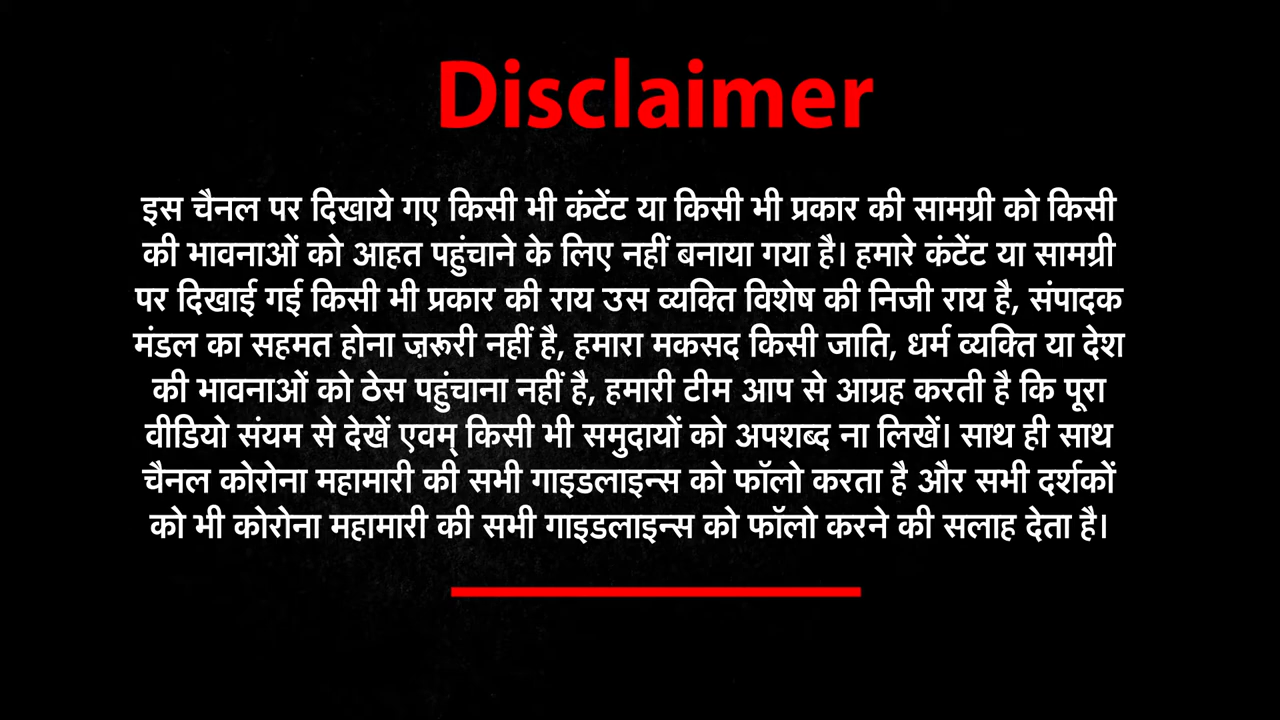 Disclaimer
इस चैनल पर दिखाये गए किसी भी कंटेंट या किसी भी प्रकार की सामग्री को किसी
की भावनाओं को आहत पहुंचाने के लिए नहीं बनाया गया है। हमारे कंटेंट या सामग्री
पर दिखाई गई किसी भी प्रकार की राय उस व्यक्ति विशेष की निजी राय है, संपादक
मंडल का सहमत होना ज़रूरी नहीं है, हमारा मकसद किसी जाति, धर्म व्यक्ति या देश
की भावनाओं को ठेस पहुंचाना नहीं है, हमारी टीम आप से आग्रह करती है कि पूरा
वीडियो संयम से देखें एवम् किसी भी समुदायों को अपशब्द ना लिखें। साथ ही साथ
चैनल कोरोना महामारी की सभी गाइडलाइन्स को फॉलो करता है और सभी दर्शकों
को भी कोरोना महामारी की सभी गाइडलाइन्स को फॉलो करने की सलाह देता है।